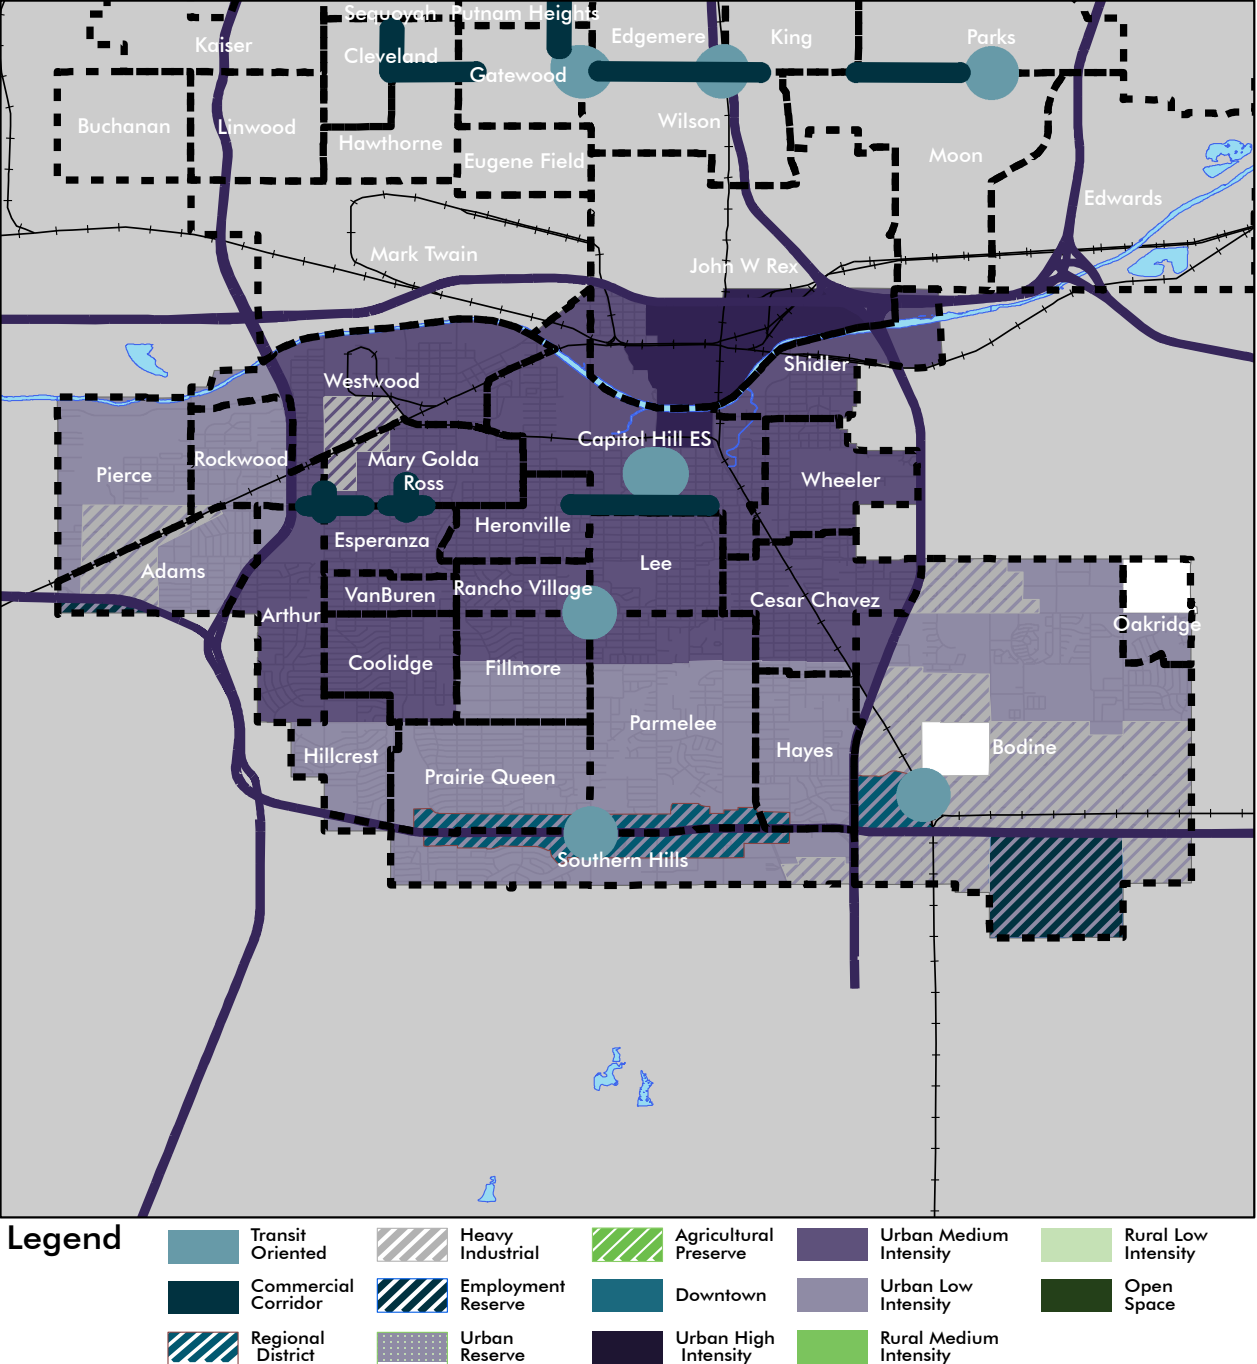 Sequoyah
Putnam Heights
Kaiser
Cleveland
Edgemere
King
Parks
Gatewood
Buchanan
Linwood
Hawthorne
Eugene Field
Wilson
Moon
Edwards
Mark Twain
John W Rex
Shidler
Westwood
Capitol Hill ES
Rockwood
Mary Golda
Ross
Pierce
Wheeler
Heronville
Esperanza
Lee
Adams
Rancho Village
VanBuren
Cesar Chavez
Arthur
Oakridge
Coolidge
Fillmore
Parmelee
Hayes
Bodine
Hillcrest
Prairie Queen
Southern Hills
Legend
Transit
Oriented
Commercial
Corridor
Regional
District
Heavy
Industrial
Employment
Reserve
Urban
Reserve
Agricultural
Preserve
Downtown
Urban High
Intensity
Urban Medium
Intensity
Urban Low
Intensity
Rural Medium
Intensity
Rural Low
Intensity
Open
Space